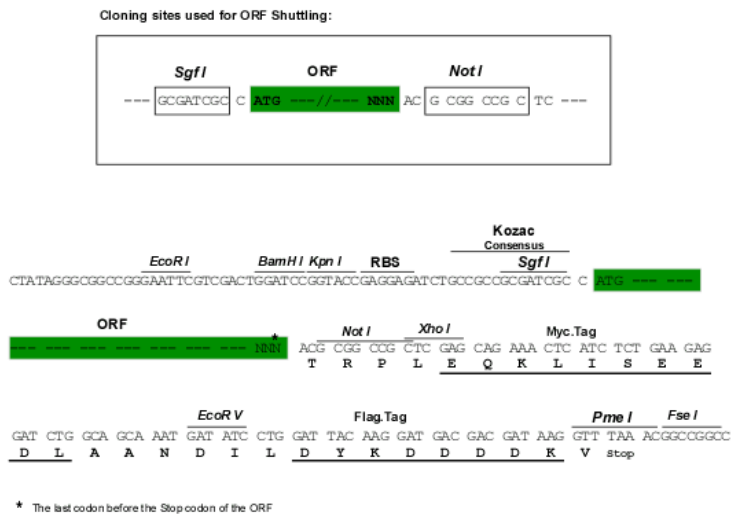 Cloning sites used for ORF Shuttling:
Sgf I ORF Not I
--- GCGATCGC C ATG ---//--- NNN AC G CGG CCG C TC ---
Kozac
Consensus
EcoR I BamH I Kpn I RBS Sgf I
CTATAGGGCGGCCGGGAATTCGTCGACTGGATCCGGTACCGAGGAGATCTGCCGCCGCGATCGC C ATG --- ---
ORF
Not I Xho I Myc.Tag
--- --- --- --- --- --- --- --- NNN* ACG CGG CCG CTC GAG CAG AAA CTC ATC TCT GAA GAG
T R P L E Q K L I S E E
EcoR V Flag.Tag Pme I Fse I
GAT CTG GCA GCA AAT GAT ATC CTG GAT TAC AAG GAT GAC GAC GAT AAG GTT TAA ACGGCCGGCC
D L A A N D I L D Y K D D D D K V Stop
* The last codon before the Stop codon of the ORF